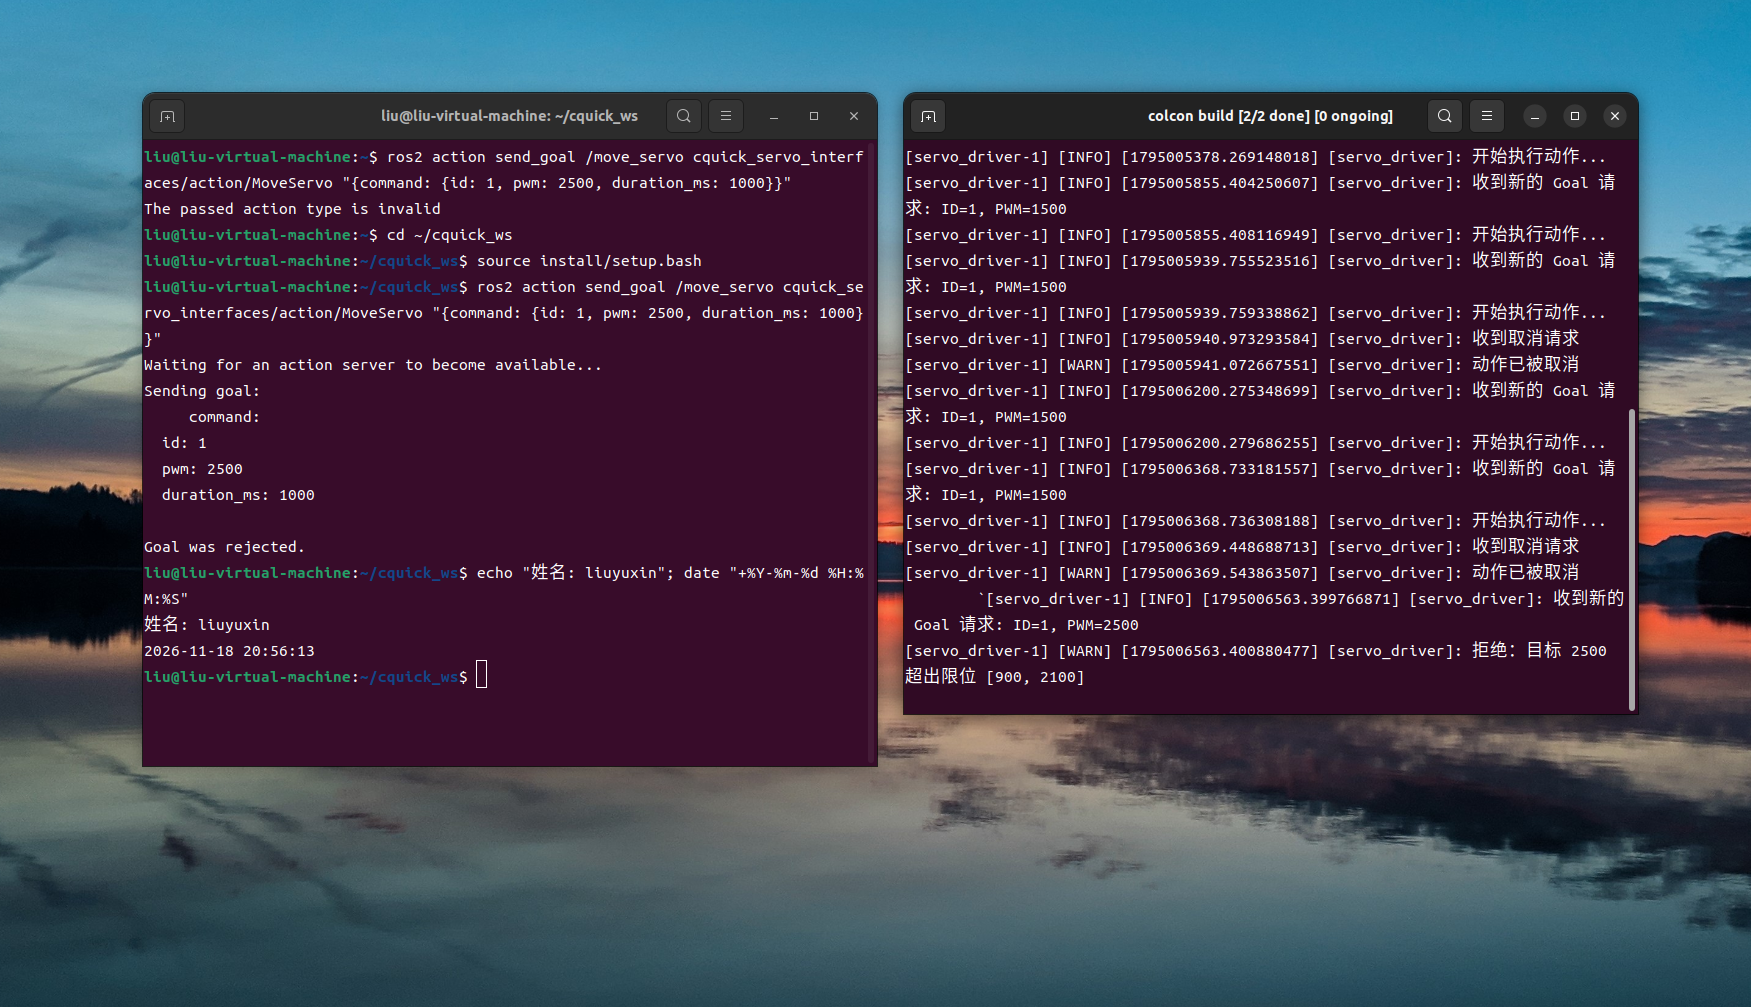 liu@liu-virtual-machine: ~/cquick_ws
liu@liu-virtual-machine:~$ ros2 action send_goal /move_servo cquick_servo_interf
aces/action/MoveServo "{command: {id: 1, pwm: 2500, duration_ms: 1000}}"
The passed action type is invalid
liu@liu-virtual-machine:~$ cd ~/cquick_ws
liu@liu-virtual-machine:~/cquick_ws$ source install/setup.bash
liu@liu-virtual-machine:~/cquick_ws$ ros2 action send_goal /move_servo cquick_se
rvo_interfaces/action/MoveServo "{command: {id: 1, pwm: 2500, duration_ms: 1000}
}"
Waiting for an action server to become available...
Sending goal:
     command:
  id: 1
  pwm: 2500
  duration_ms: 1000

Goal was rejected.
liu@liu-virtual-machine:~/cquick_ws$ echo "姓名: liuyuxin"; date "+%Y-%m-%d %H:%
M:%S"
姓名: liuyuxin
2026-11-18 20:56:13
liu@liu-virtual-machine:~/cquick_ws$
colcon build [2/2 done] [0 ongoing]
[servo_driver-1] [INFO] [1795005378.269148018] [servo_driver]: 开始执行动作...
[servo_driver-1] [INFO] [1795005855.404250607] [servo_driver]: 收到新的 Goal 请
求: ID=1, PWM=1500
[servo_driver-1] [INFO] [1795005855.408116949] [servo_driver]: 开始执行动作...
[servo_driver-1] [INFO] [1795005939.755523516] [servo_driver]: 收到新的 Goal 请
求: ID=1, PWM=1500
[servo_driver-1] [INFO] [1795005939.759338862] [servo_driver]: 开始执行动作...
[servo_driver-1] [INFO] [1795005940.973293584] [servo_driver]: 收到取消请求
[servo_driver-1] [WARN] [1795005941.072667551] [servo_driver]: 动作已被取消
[servo_driver-1] [INFO] [1795006200.275348699] [servo_driver]: 收到新的 Goal 请
求: ID=1, PWM=1500
[servo_driver-1] [INFO] [1795006200.279686255] [servo_driver]: 开始执行动作...
[servo_driver-1] [INFO] [1795006368.733181557] [servo_driver]: 收到新的 Goal 请
求: ID=1, PWM=1500
[servo_driver-1] [INFO] [1795006368.736308188] [servo_driver]: 开始执行动作...
[servo_driver-1] [INFO] [1795006369.448688713] [servo_driver]: 收到取消请求
[servo_driver-1] [WARN] [1795006369.543863507] [servo_driver]: 动作已被取消
        `[servo_driver-1] [INFO] [1795006563.399766871] [servo_driver]: 收到新的
 Goal 请求: ID=1, PWM=2500
[servo_driver-1] [WARN] [1795006563.400880477] [servo_driver]: 拒绝: 目标 2500
超出限位 [900, 2100]